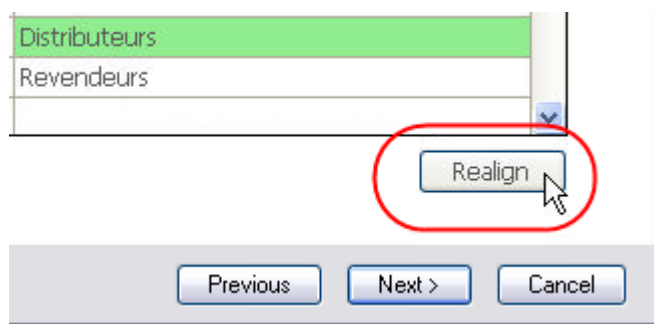 Distributeurs
Revendeurs
Realign
Previous Next > Cancel